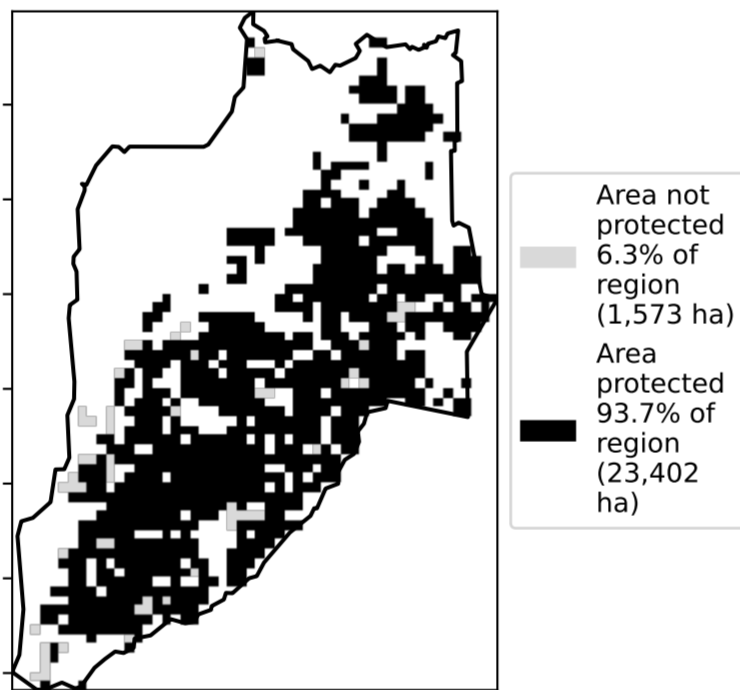 Area not
protected
6.3% of
region
(1,573 ha)
Area
protected
93.7% of
region
(23,402
ha)